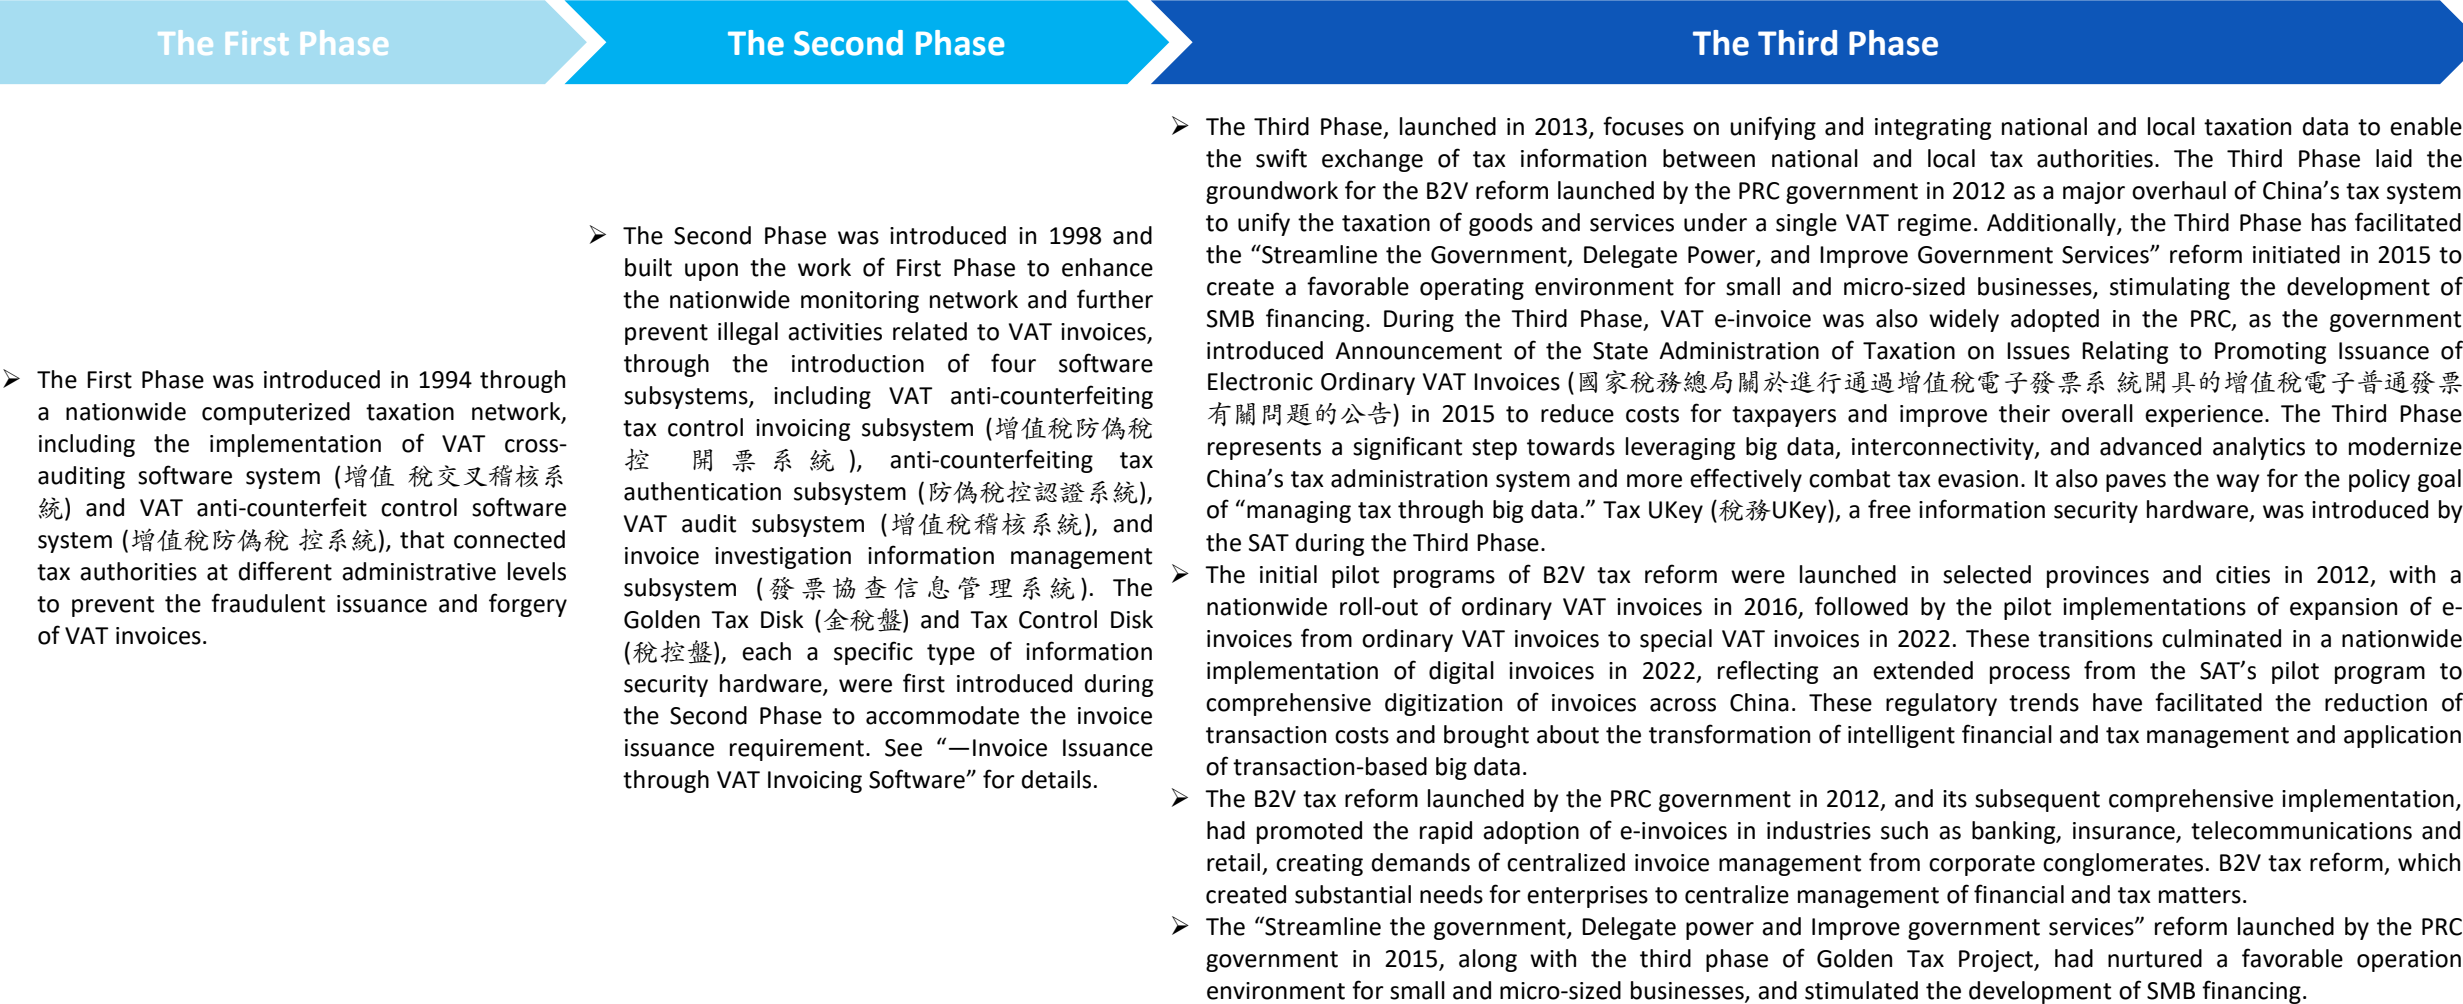 The First Phase
The Second Phase
The Third Phase
➢ The First Phase was introduced in 1994 through
a nationwide computerized taxation network,
including the implementation of VAT cross-
auditing software system (增值 稅交叉稽核系
統) and VAT anti-counterfeit control software
system (增值稅防偽稅 控系統), that connected
tax authorities at different administrative levels
to prevent the fraudulent issuance and forgery
of VAT invoices.
➢ The Second Phase was introduced in 1998 and
built upon the work of First Phase to enhance
the nationwide monitoring network and further
prevent illegal activities related to VAT invoices,
through the introduction of four software
subsystems, including VAT anti-counterfeiting
tax control invoicing subsystem (增值稅防偽稅
控 開票系統), anti-counterfeiting tax
authentication subsystem (防偽稅控認證系統),
VAT audit subsystem (增值稅稽核系統), and
invoice investigation information management
subsystem (發票協查信息管理系統). The
Golden Tax Disk (金稅盤) and Tax Control Disk
(稅控盤), each a specific type of information
security hardware, were first introduced during
the Second Phase to accommodate the invoice
issuance requirement. See “—Invoice Issuance
through VAT Invoicing Software” for details.
➢ The Third Phase, launched in 2013, focuses on unifying and integrating national and local taxation data to enable
the swift exchange of tax information between national and local tax authorities. The Third Phase laid the
groundwork for the B2V reform launched by the PRC government in 2012 as a major overhaul of China’s tax system
to unify the taxation of goods and services under a single VAT regime. Additionally, the Third Phase has facilitated
the “Streamline the Government, Delegate Power, and Improve Government Services” reform initiated in 2015 to
create a favorable operating environment for small and micro-sized businesses, stimulating the development of
SMB financing. During the Third Phase, VAT e-invoice was also widely adopted in the PRC, as the government
introduced Announcement of the State Administration of Taxation on Issues Relating to Promoting Issuance of
Electronic Ordinary VAT Invoices (國家稅務總局關於進行通過增值稅電子發票系 統開具的增值稅電子普通發票
有關問題的公告) in 2015 to reduce costs for taxpayers and improve their overall experience. The Third Phase
represents a significant step towards leveraging big data, interconnectivity, and advanced analytics to modernize
China’s tax administration system and more effectively combat tax evasion. It also paves the way for the policy goal
of “managing tax through big data.” Tax UKey (稅務UKey), a free information security hardware, was introduced by
the SAT during the Third Phase.
➢ The initial pilot programs of B2V tax reform were launched in selected provinces and cities in 2012, with a
nationwide roll-out of ordinary VAT invoices in 2016, followed by the pilot implementations of expansion of e-
invoices from ordinary VAT invoices to special VAT invoices in 2022. These transitions culminated in a nationwide
implementation of digital invoices in 2022, reflecting an extended process from the SAT’s pilot program to
comprehensive digitization of invoices across China. These regulatory trends have facilitated the reduction of
transaction costs and brought about the transformation of intelligent financial and tax management and application
of transaction-based big data.
➢ The B2V tax reform launched by the PRC government in 2012, and its subsequent comprehensive implementation,
had promoted the rapid adoption of e-invoices in industries such as banking, insurance, telecommunications and
retail, creating demands of centralized invoice management from corporate conglomerates. B2V tax reform, which
created substantial needs for enterprises to centralize management of financial and tax matters.
➢ The “Streamline the government, Delegate power and Improve government services” reform launched by the PRC
government in 2015, along with the third phase of Golden Tax Project, had nurtured a favorable operation
environment for small and micro-sized businesses, and stimulated the development of SMB financing.